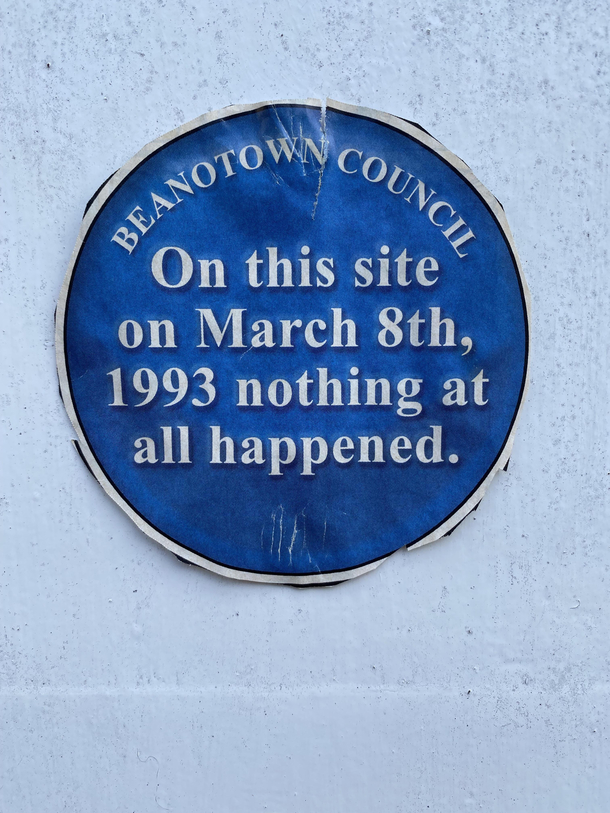 BEANOTOWN COUNCIL
On this site
on March 8th,
1993 nothing at
all happened.